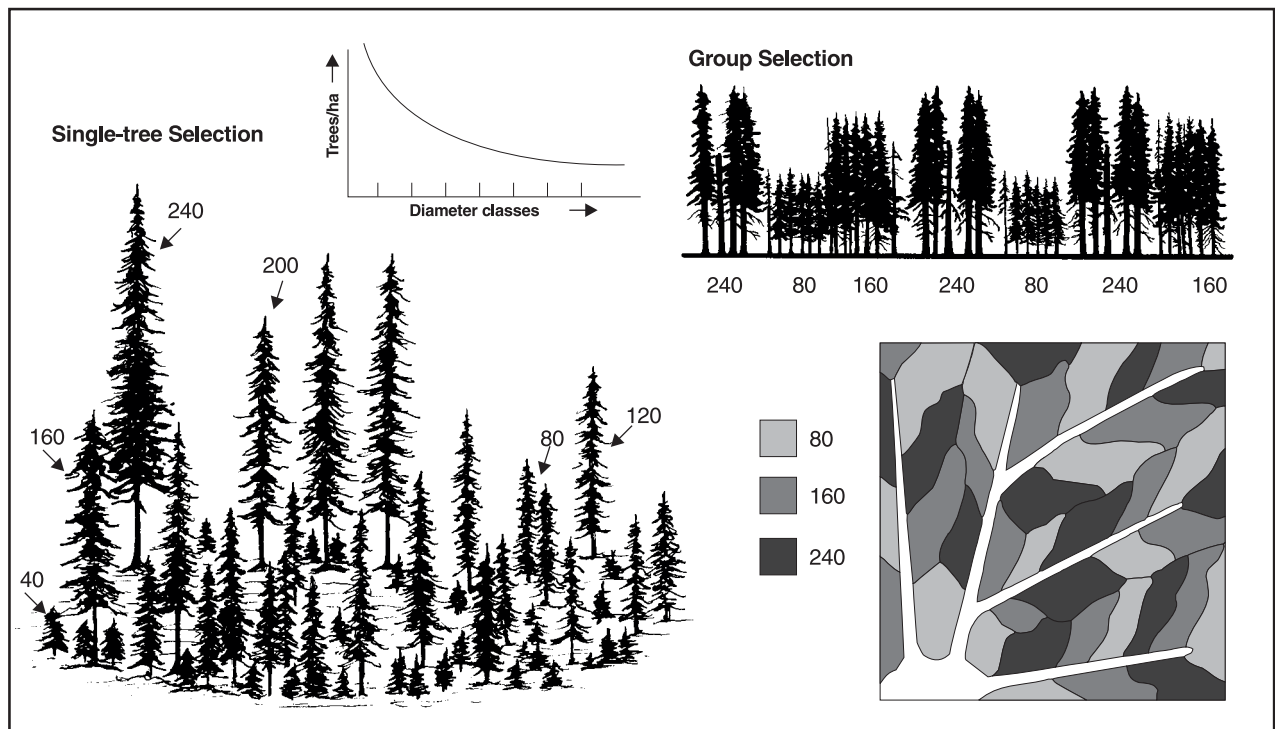 Single-tree Selection
Trees/ha
Diameter classes
240
200
160
80
120
40
Group Selection
240 80 160 240 80 240 160
80
160
240